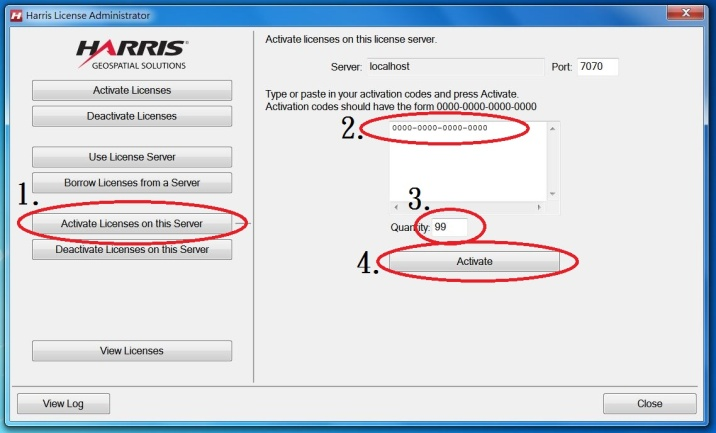 Harris License Administrator
HARRIS
GEOSPATIAL SOLUTIONS
Activate Licenses
Deactivate Licenses
Use License Server
Borrow Licenses from a Server
1.
Activate Licenses on this Server
Deactivate Licenses on this Server
View Licenses
View Log
Activate licenses on this license server.
Server: localhost Port: 7070
Type or paste in your activation codes and press Activate.
Activation codes should have the form 0000-0000-0000-0000
2.
0000-0000-0000-0000
3.
Quantity: 99
4.
Activate
Close